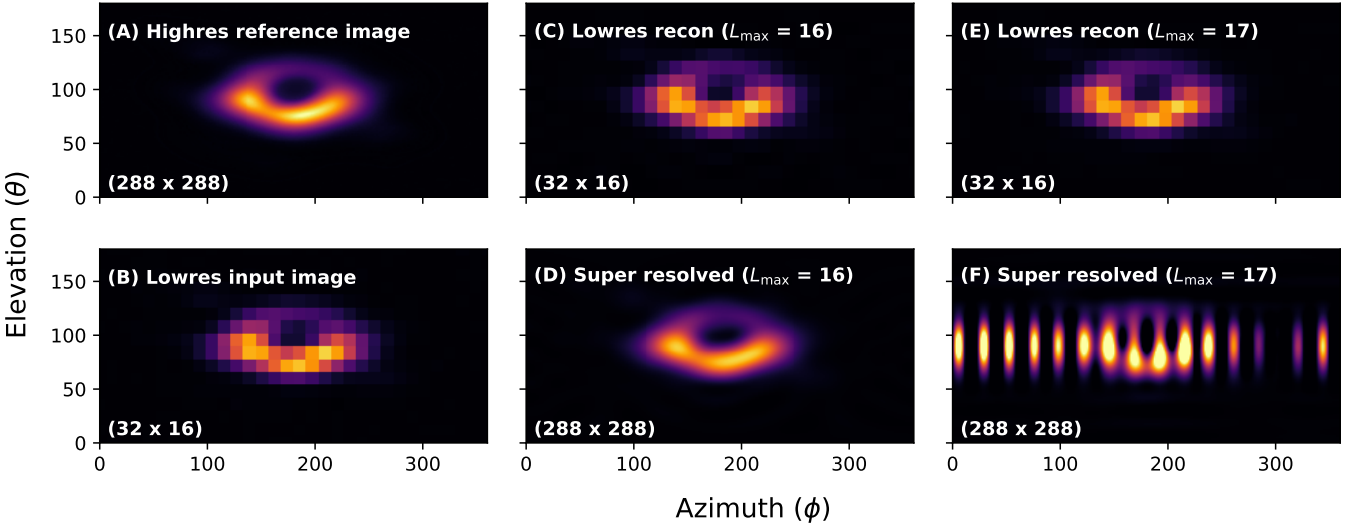 (A) Highres reference image
(288 x 288)
(C) Lowres recon (Lmax = 16)
(32 x 16)
(E) Lowres recon (Lmax = 17)
(32 x 16)
150
100
50
0
0
100
200
300
(B) Lowres input image
(32 x 16)
(D) Super resolved (Lmax = 16)
(288 x 288)
(F) Super resolved (Lmax = 17)
(288 x 288)
150
100
50
0
0
100
200
300
0
100
200
300
Elevation (θ)
Azimuth (ϕ)